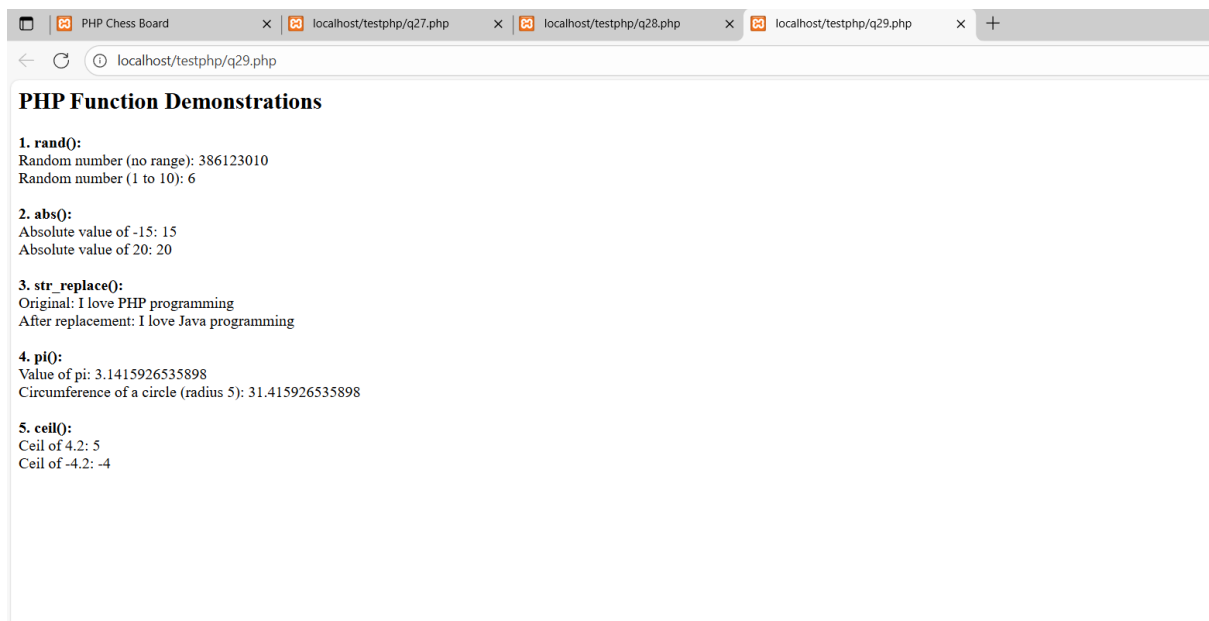 PHP Chess Board
localhost/testphp/q27.php
localhost/testphp/q28.php
localhost/testphp/q29.php
localhost/testphp/q29.php
PHP Function Demonstrations
1. rand():
Random number (no range): 386123010
Random number (1 to 10): 6
2. abs():
Absolute value of -15: 15
Absolute value of 20: 20
3. str_replace():
Original: I love PHP programming
After replacement: I love Java programming
4. pi():
Value of pi: 3.1415926535898
Circumference of a circle (radius 5): 31.415926535898
5. ceil():
Ceil of 4.2: 5
Ceil of -4.2: -4